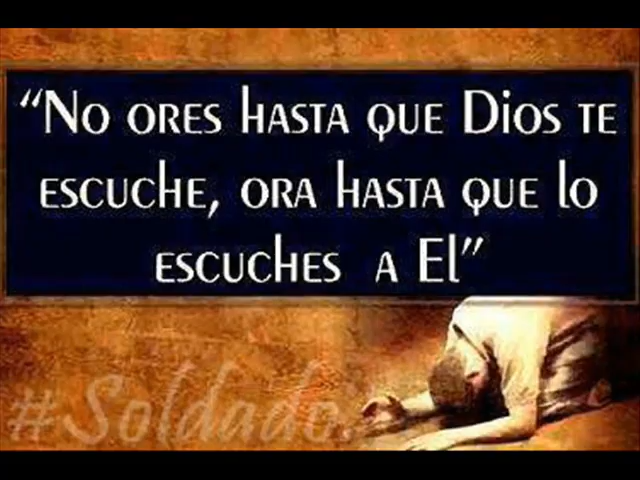 “No ores hasta que Dios te
escuche, ora hasta que lo
escuches a El”
#Soldado.